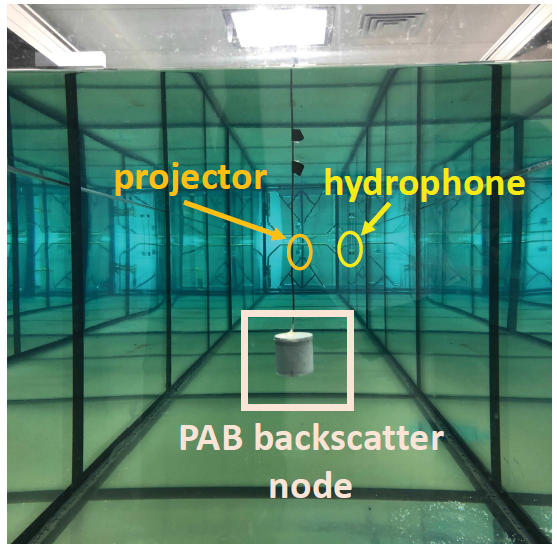 projector
hydrophone
PAB backscatter
node